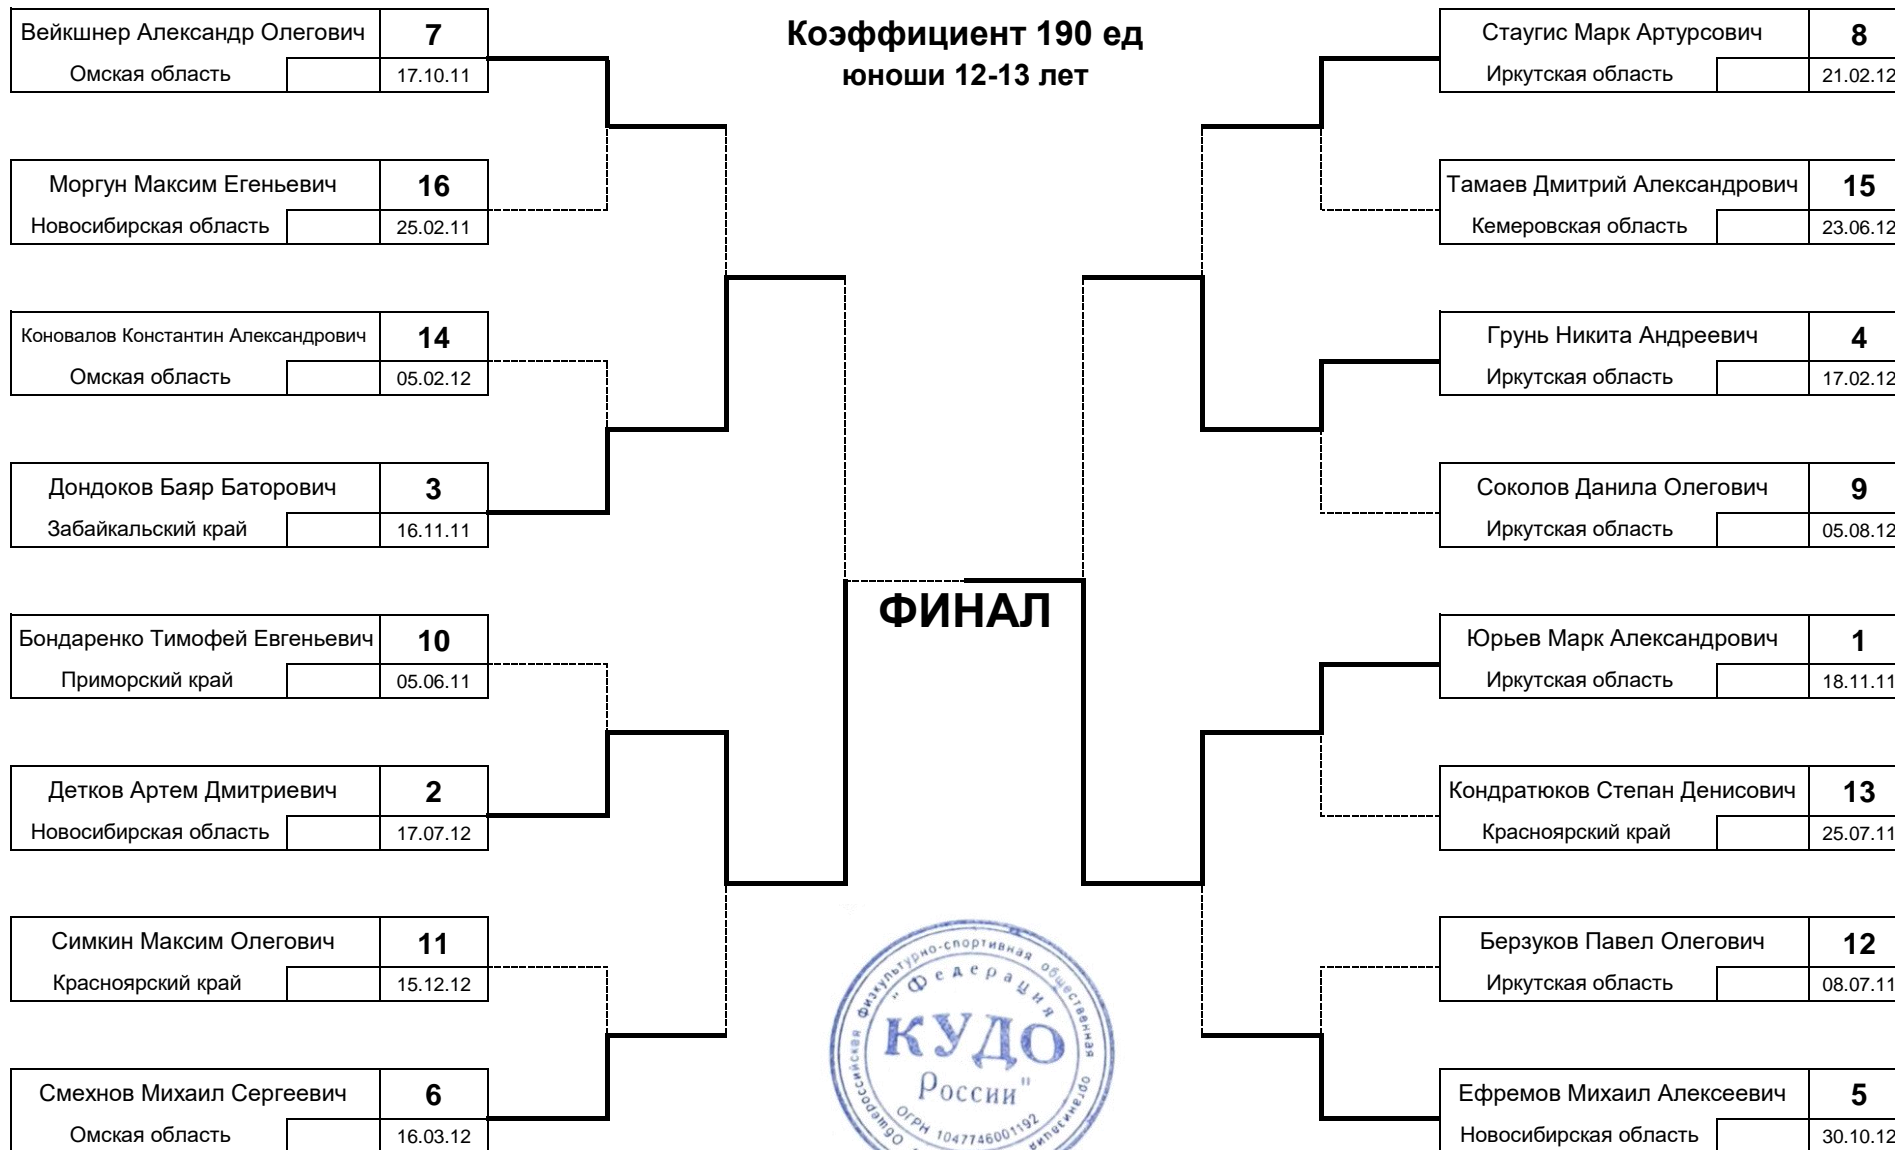 Коэффициент 190 ед
юноши 12-13 лет
Вейкшнер Александр Олегович 7
Омская область 17.10.11
Моргун Максим Егеньевич 16
Новосибирская область 25.02.11
Коновалов Константин Александрович 14
Омская область 05.02.12
Дондоков Баяр Баторович 3
Забайкальский край 16.11.11
Бондаренко Тимофей Евгеньевич 10
Приморский край 05.06.11
Детков Артем Дмитриевич 2
Новосибирская область 17.07.12
Симкин Максим Олегович 11
Красноярский край 15.12.12
Смехнов Михаил Сергеевич 6
Омская область 16.03.12
ФИНАЛ
Стаугис Марк Артурсович 8
Иркутская область 21.02.12
Тамаев Дмитрий Александрович 15
Кемеровская область 23.06.12
Грунь Никита Андреевич 4
Иркутская область 17.02.12
Соколов Данила Олегович 9
Иркутская область 05.08.12
Юрьев Марк Александрович 1
Иркутская область 18.11.11
Кондратюков Степан Денисович 13
Красноярский край 25.07.11
Берзуков Павел Олегович 12
Иркутская область 08.07.11
Ефремов Михаил Алексеевич 5
Новосибирская область 30.10.12
Общероссийская физкультурно-спортивная общественная организация
"Федерация
КУДО
России"
ОГРН 1047746001192